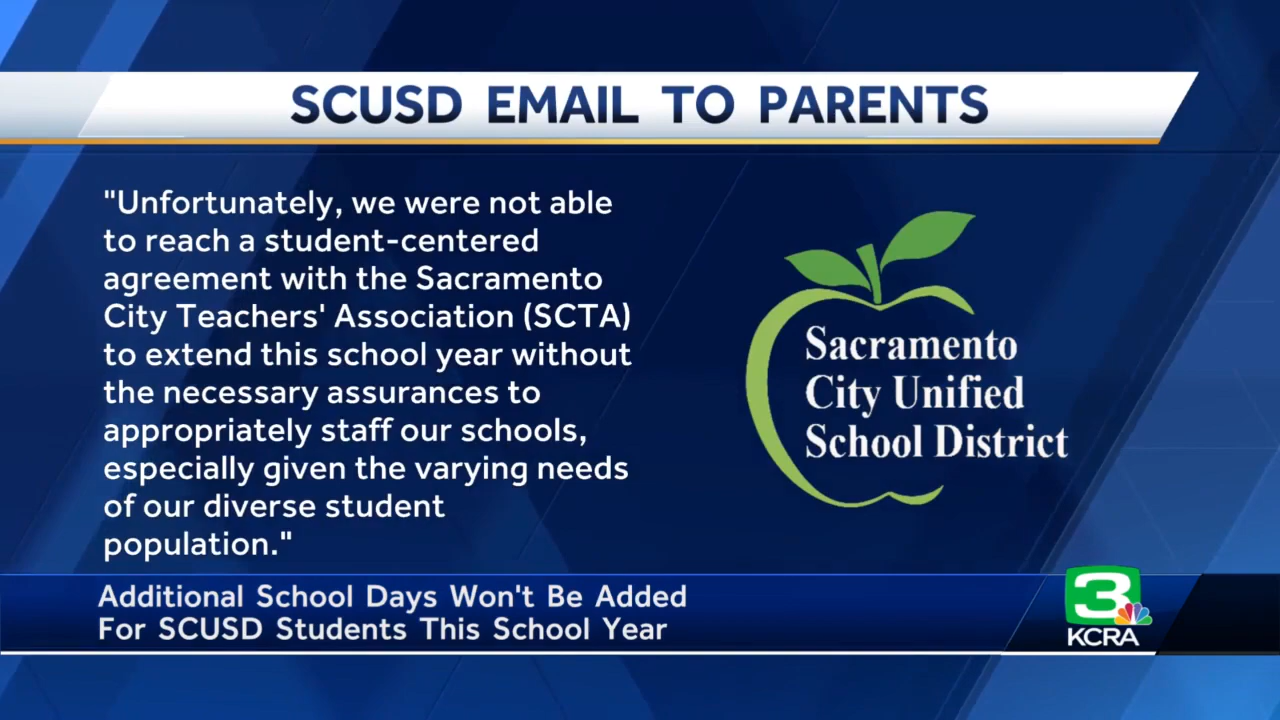 SCUSD EMAIL TO PARENTS
"Unfortunately, we were not able
to reach a student-centered
agreement with the Sacramento
City Teachers' Association (SCTA)
to extend this school year without
the necessary assurances to
appropriately staff our schools,
especially given the varying needs
of our diverse student
population."
Sacramento
City Unified
School District
Additional School Days Won't Be Added
For SCUSD Students This School Year
3
KCRA